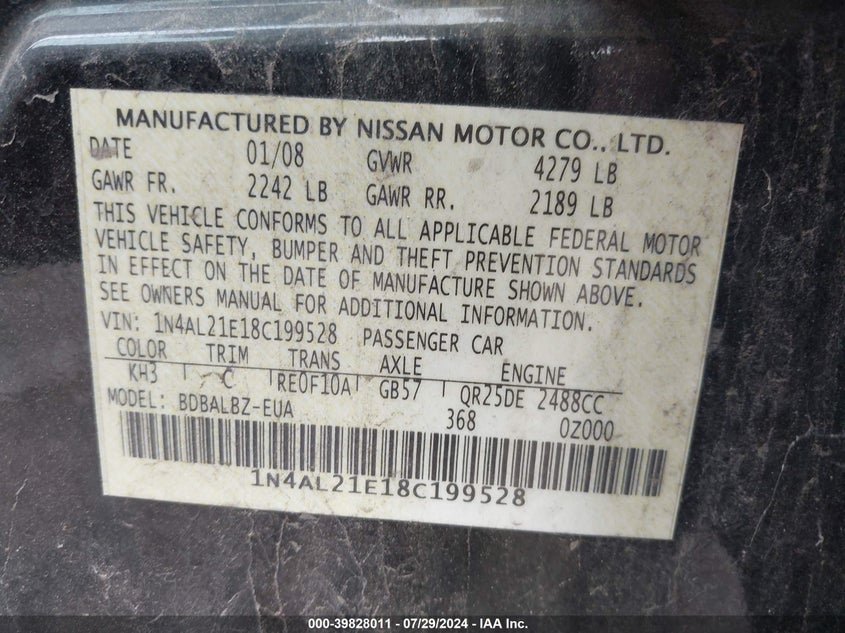 MANUFACTURED BY NISSAN MOTOR CO., LTD.
DATE 01/08 GVWR 4279 LB
GAWR FR. 2242 LB GAWR RR. 2189 LB
THIS VEHICLE CONFORMS TO ALL APPLICABLE FEDERAL MOTOR
VEHICLE SAFETY, BUMPER AND THEFT PREVENTION STANDARDS
IN EFFECT ON THE DATE OF MANUFACTURE SHOWN ABOVE.
SEE OWNERS MANUAL FOR ADDITIONAL INFORMATION.
VIN: 1N4AL21E18C199528 PASSENGER CAR
COLOR TRIM TRANS AXLE ENGINE
KH3 C RE0F10A GB57 QR25DE 2488CC
MODEL: BDBALBZ-EUA 368 0Z000
1N4AL21E18C199528
000-39828011 - 07/29/2024 - IAA Inc.